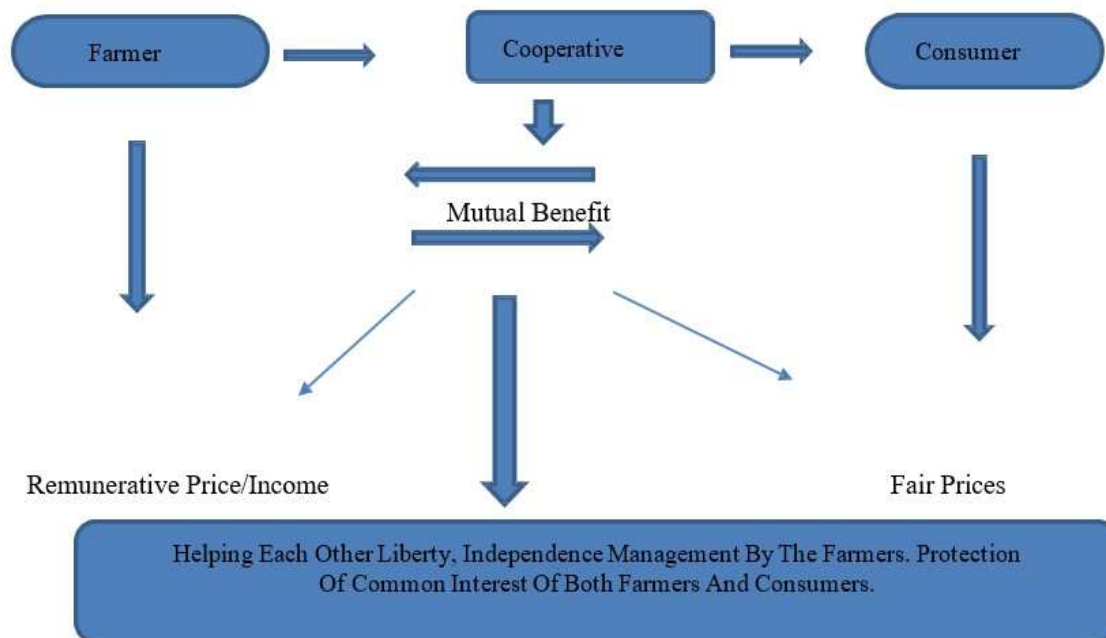 Farmer
Cooperative
Consumer
Mutual Benefit
Remunerative Price/Income
Fair Prices
Helping Each Other Liberty, Independence Management By The Farmers. Protection
Of Common Interest Of Both Farmers And Consumers.